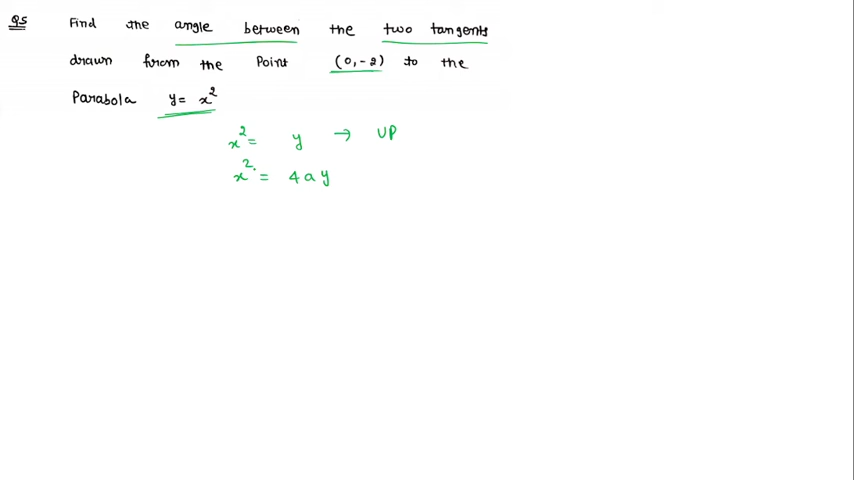 Q5 Find the angle between the two tangents
drawn from the Point (0,-2) to the
Parabola y = x²
x² = y → UP
x² = 4ay